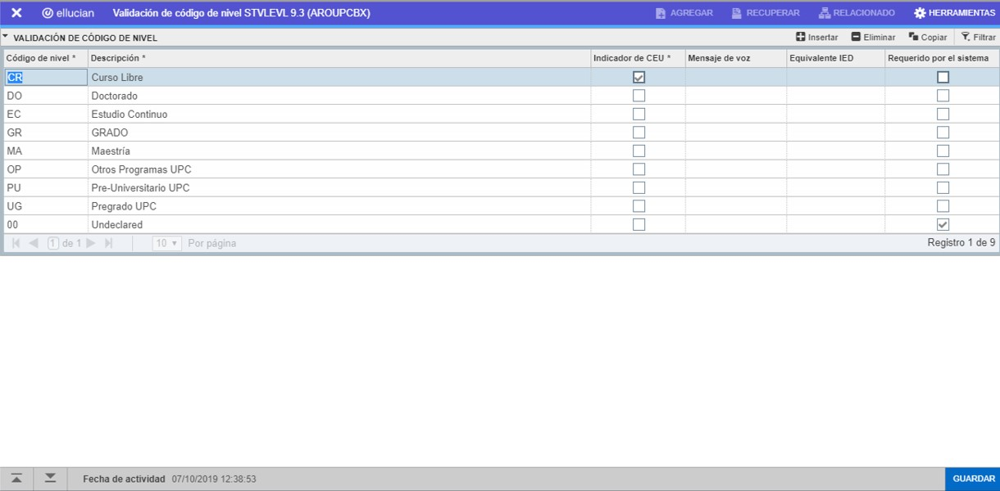 ellucian Validación de código de nivel STVLEVL 9.3 (AROUPCBX) AGREGAR RECUPERAR RELACIONADO HERRAMIENTAS
VALIDACIÓN DE CÓDIGO DE NIVEL Insertar Eliminar Copiar Filtrar
Código de nivel * Descripción * Indicador de CEU * Mensaje de voz Equivalente IED Requerido por el sistema
CR Curso Libre
DO Doctorado
EC Estudio Continuo
GR GRADO
MA Maestría
OP Otros Programas UPC
PU Pre-Universitario UPC
UG Pregrado UPC
00 Undeclared
1 de 1 10 Por página Registro 1 de 9
Fecha de actividad 07/10/2019 12:38:53 GUARDAR